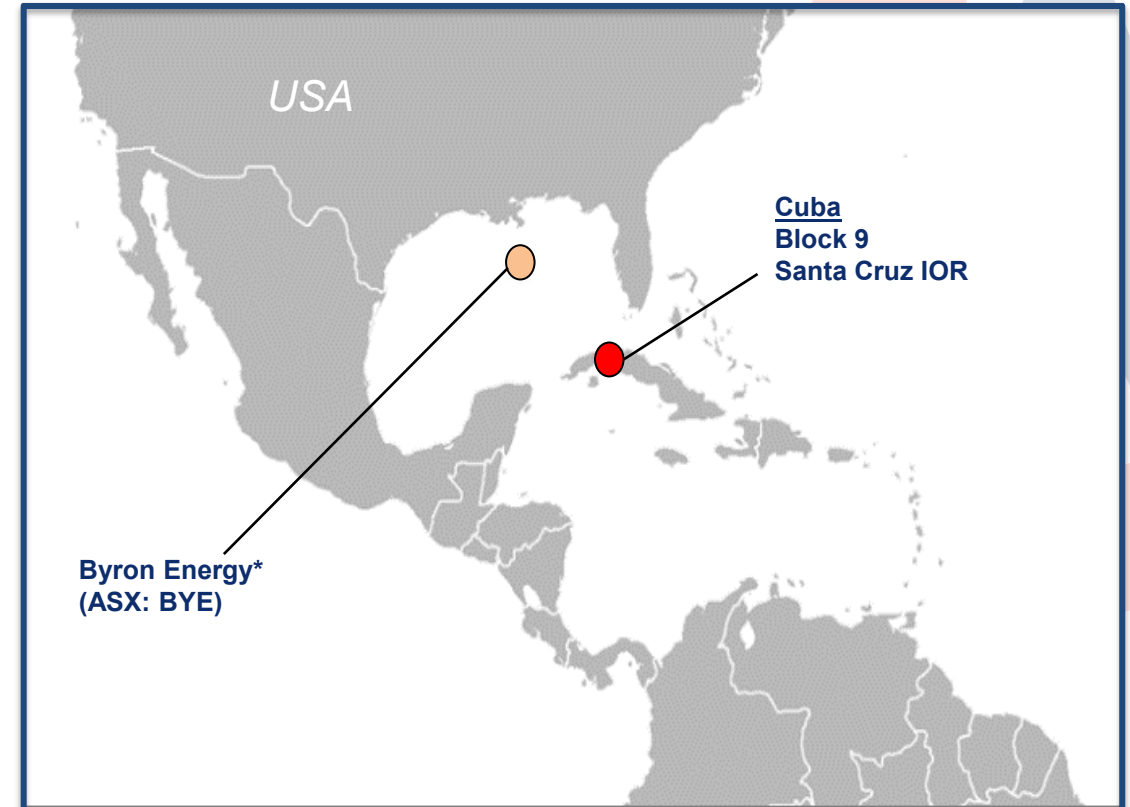 USA
Cuba
Block 9
Santa Cruz IOR
Byron Energy*
(ASX: BYE)